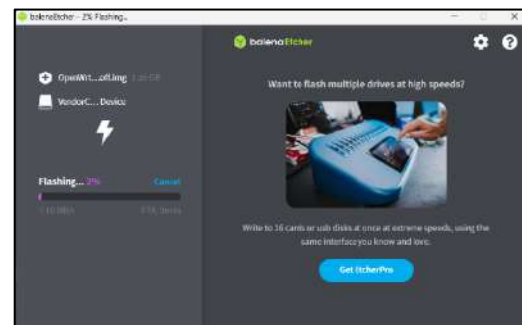 balenaEtcher - 2% Flashing...
balenaEtcher
OpenWrt...otl.img
VendorC... Device
Flashing... 2%
Cancel
Want to flash multiple drives at high speeds?
Write to 16 cards or usb disks at once at extreme speeds, using the
same interface you know and love.
Get EtcherPro